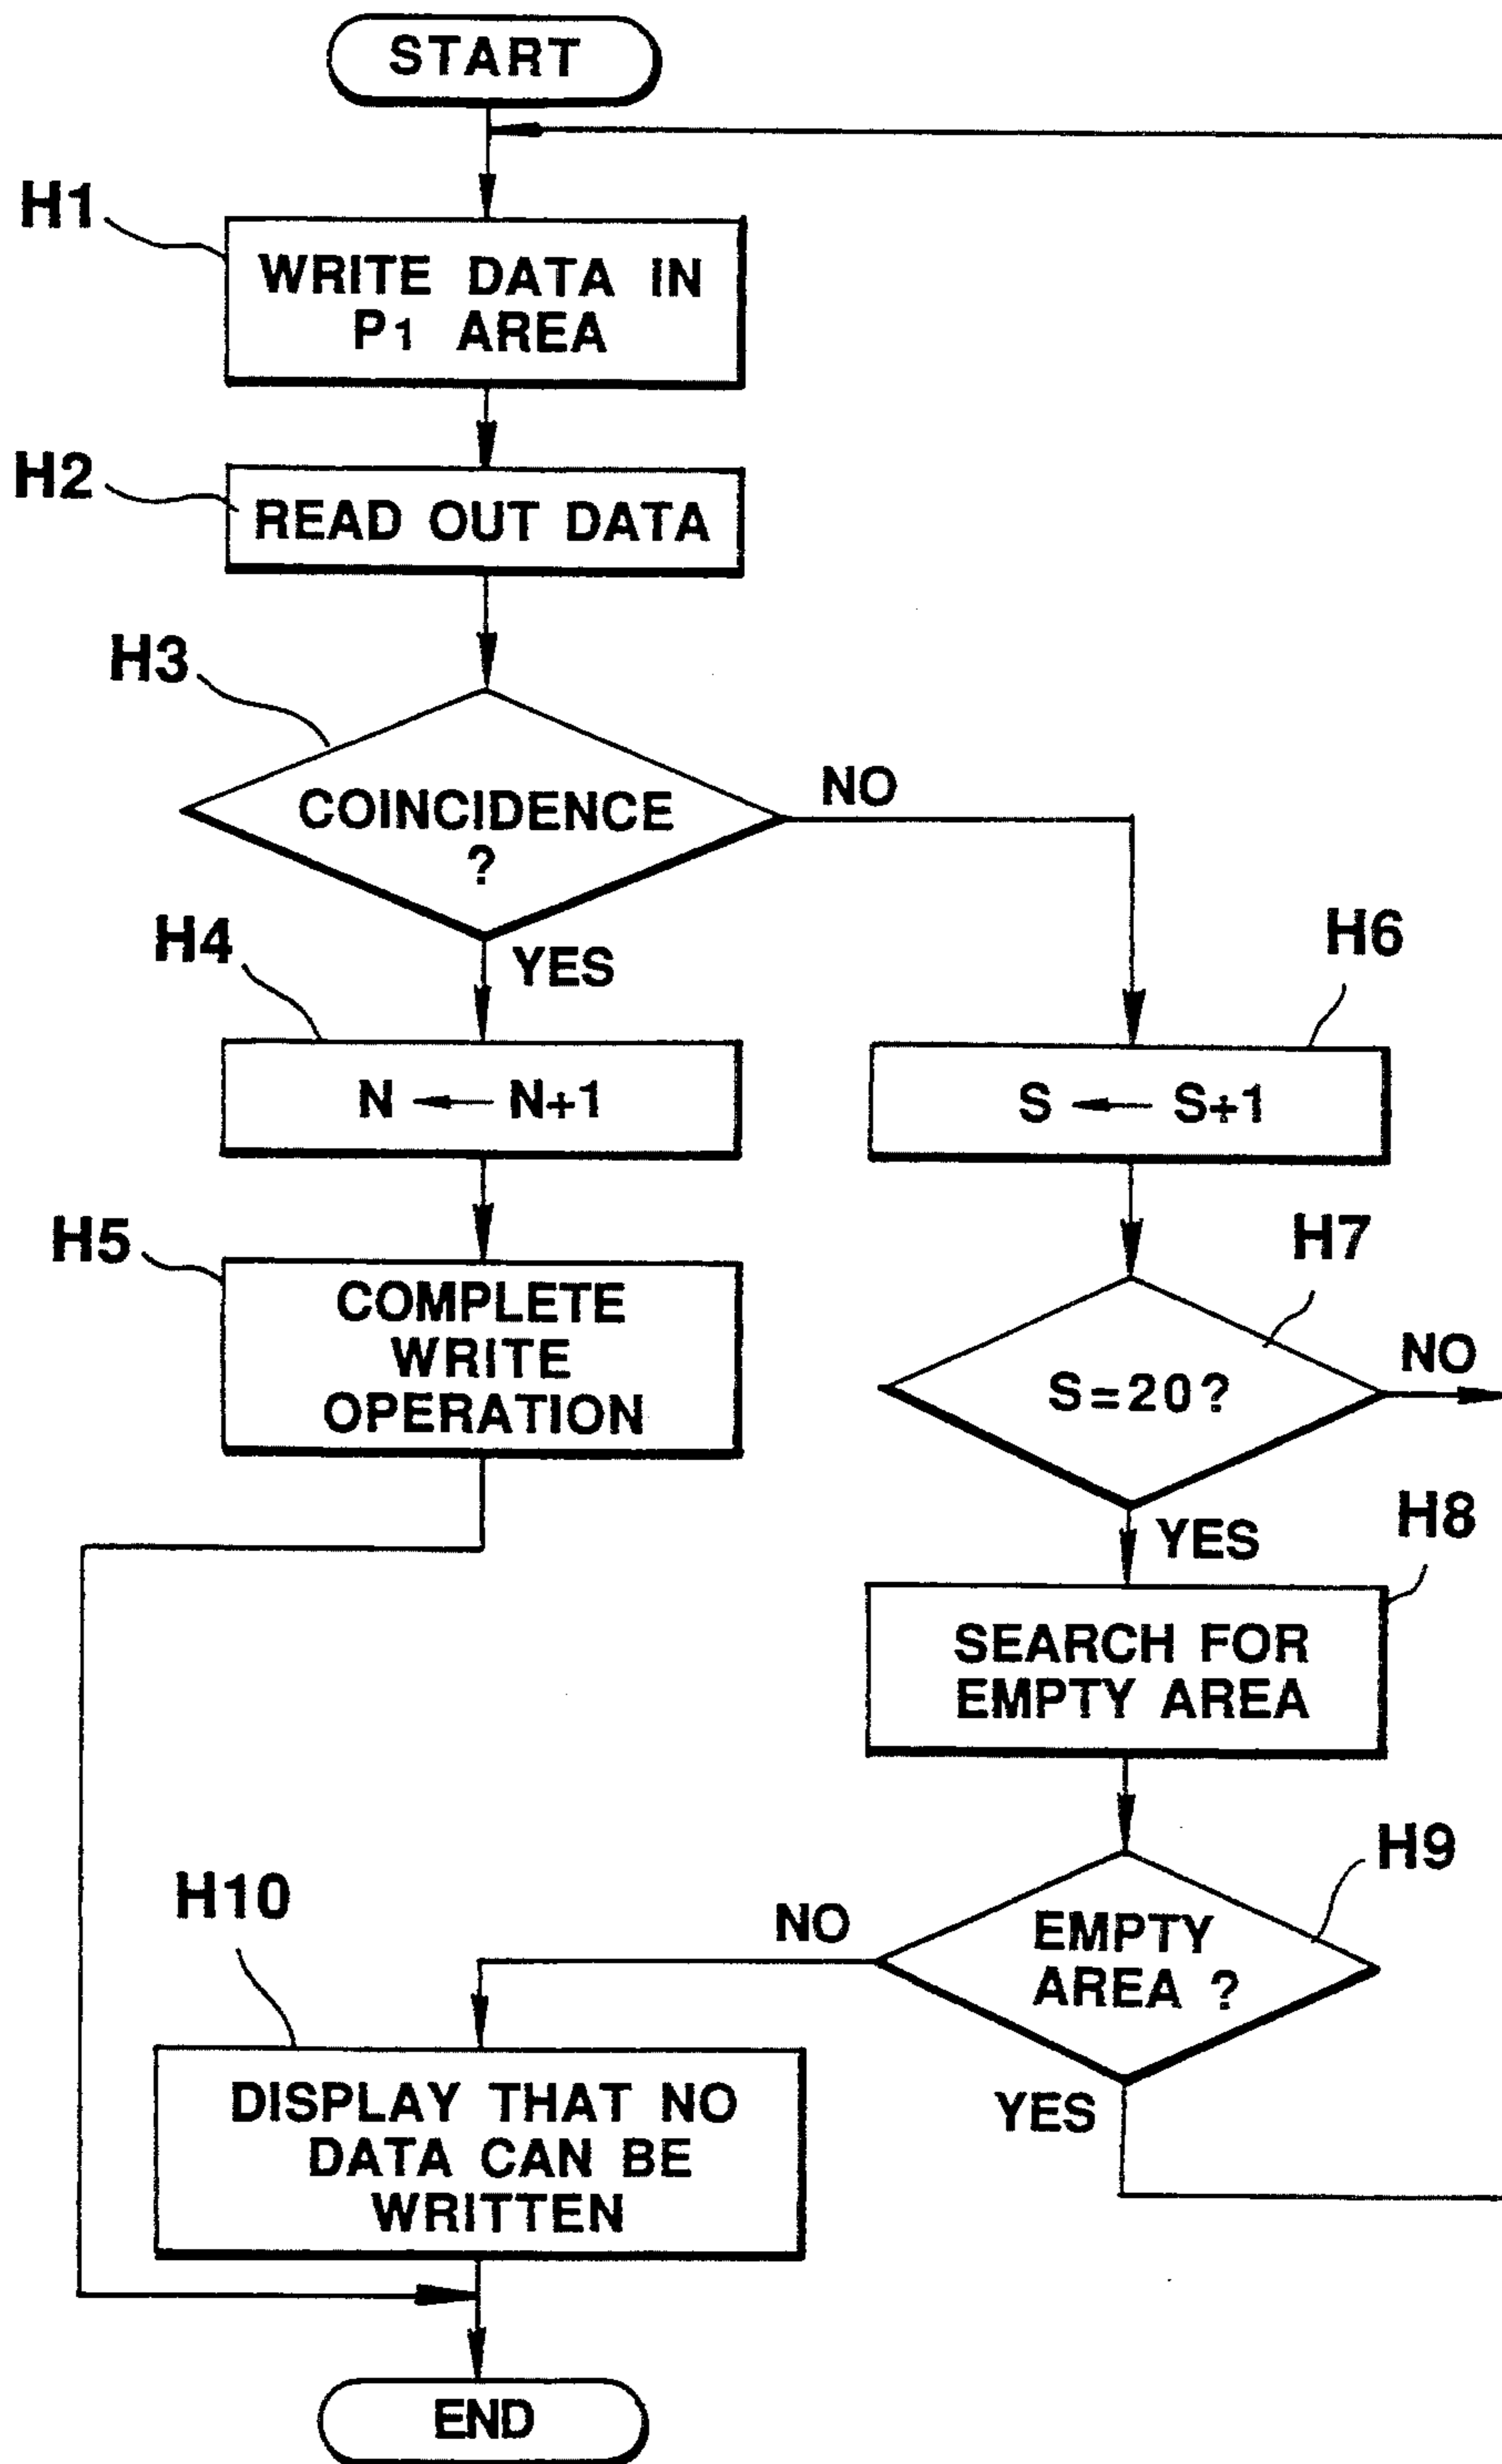 START
H1
WRITE DATA IN
P1 AREA
H2
READ OUT DATA
H3
COINCIDENCE
?
NO
YES
H4
N ← N+1
H5
COMPLETE
WRITE
OPERATION
H6
S ← S+1
H7
S=20?
NO
YES
H8
SEARCH FOR
EMPTY AREA
H9
EMPTY
AREA ?
NO
YES
H10
DISPLAY THAT NO
DATA CAN BE
WRITTEN
END